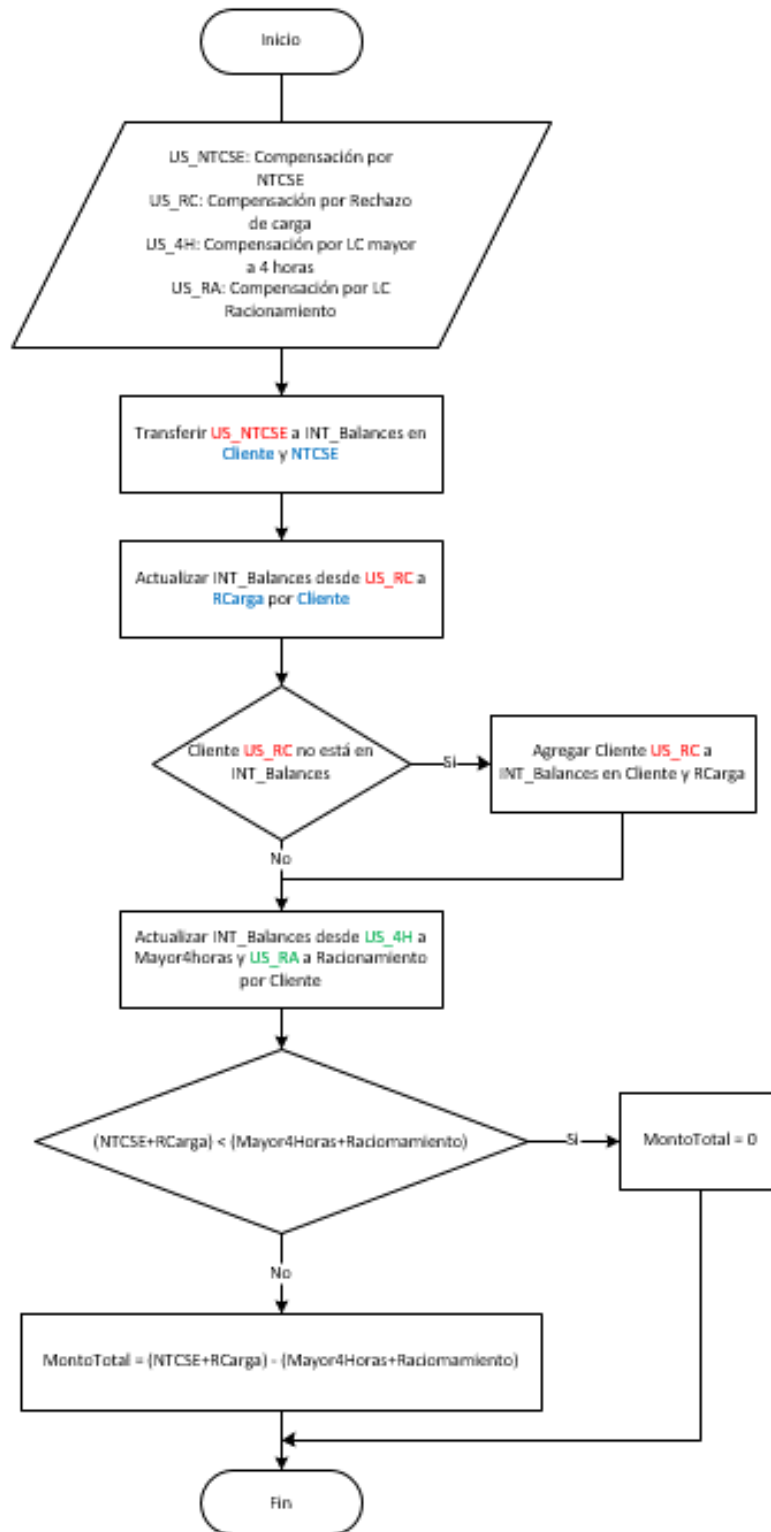 Inicio
US_NTCSE: Compensación por
NTCSE
US_RC: Compensación por Rechazo
de carga
US_4H: Compensación por LC mayor
a 4 horas
US_RA: Compensación por LC
Racionamiento
Transferir US_NTCSE a INT_Balances en
Cliente y NTCSE
Actualizar INT_Balances desde US_RC a
RCarga por Cliente
Cliente US_RC no está en
INT_Balances
Si
Agregar Cliente US_RC a
INT_Balances en Cliente y RCarga
No
Actualizar INT_Balances desde US_4H a
Mayor4horas y US_RA a Racionamiento
por Cliente
(NTCSE+RCarga) < (Mayor4Horas+Raciomamiento)
Si
MontoTotal = 0
No
MontoTotal = (NTCSE+RCarga) - (Mayor4Horas+Raciomamiento)
Fin